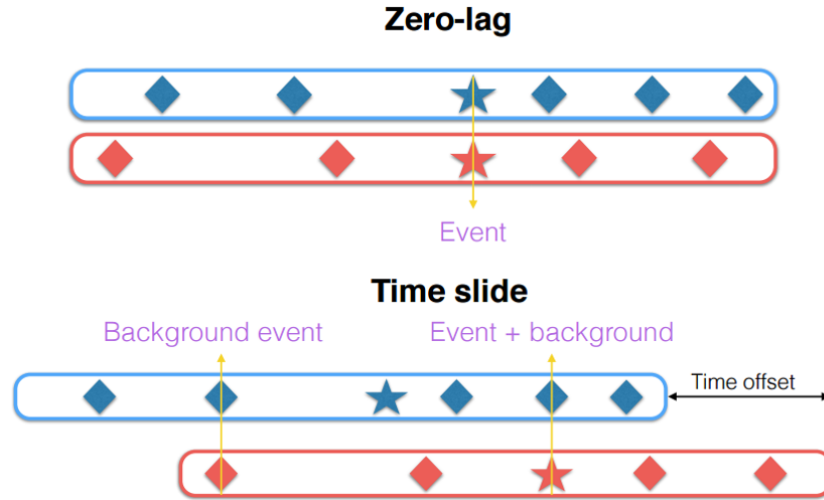 Zero-lag
Event
Time slide
Background event
Event + background
Time offset